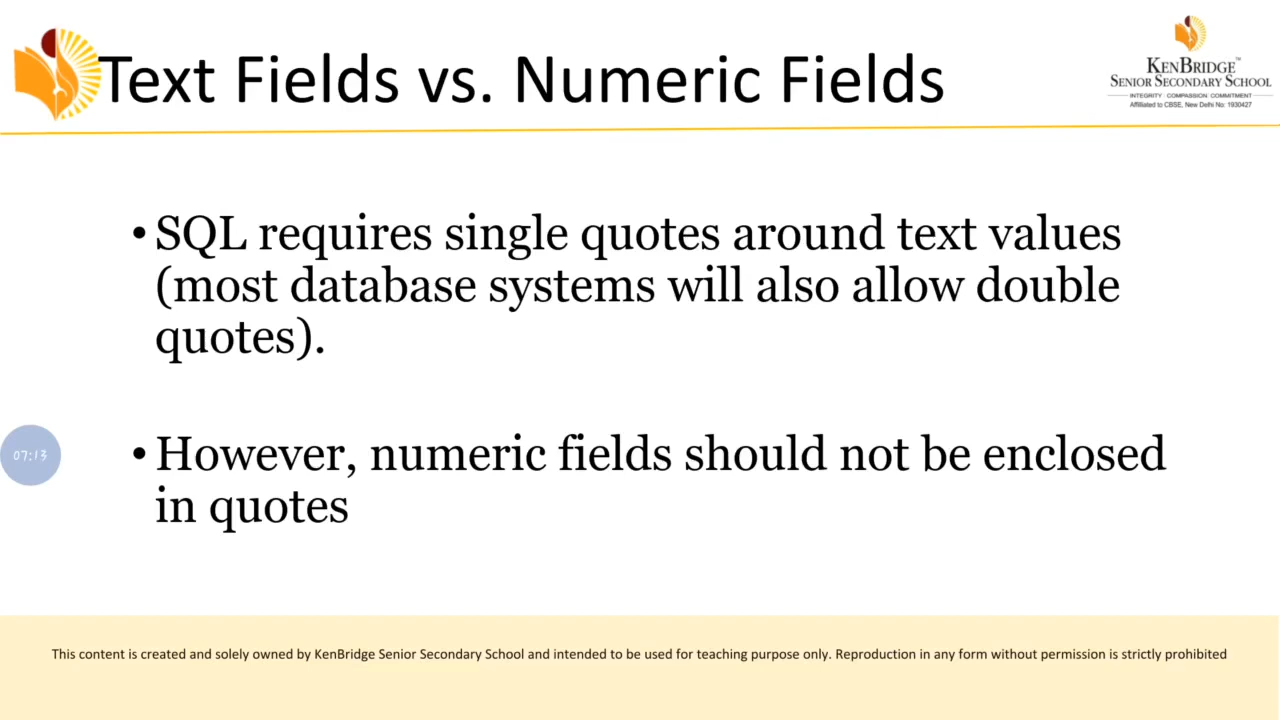 Text Fields vs. Numeric Fields
KENBRIDGE™
SENIOR SECONDARY SCHOOL
INTEGRITY | COMPASSION | COMMITMENT
Affiliated to CBSE, New Delhi No: 1930427
• SQL requires single quotes around text values
(most database systems will also allow double
quotes).
• However, numeric fields should not be enclosed
in quotes
07:13
This content is created and solely owned by KenBridge Senior Secondary School and intended to be used for teaching purpose only. Reproduction in any form without permission is strictly prohibited